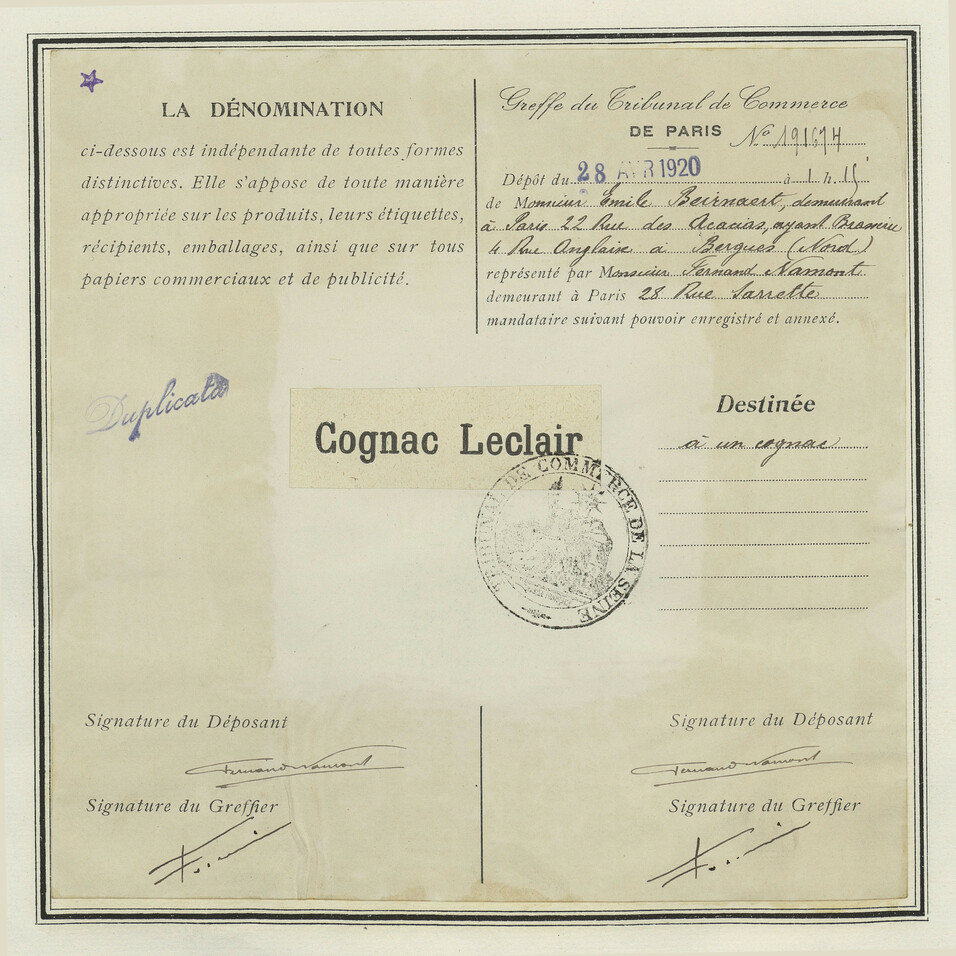 LA DÉNOMINATION
ci-dessous est indépendante de toutes formes
distinctives. Elle s'appose de toute manière
appropriée sur les produits, leurs étiquettes,
récipients, emballages, ainsi que sur tous
papiers commerciaux et de publicité.
Greffe du Tribunal de Commerce
DE PARIS
No 191674
Dépôt du 28 AVR 1920 à 1 h. 15'
de Monsieur Emile Beirnaert, demeurant
à Paris 22 Rue des Acacias, ayant Brasserie
4 Rue Anglaise à Bergues (Nord)
représenté par Monsieur Fernand Namont
demeurant à Paris 28 Rue Sarrette
mandataire suivant pouvoir enregistré et annexé.
Duplicata
Cognac Leclair
Destinée
à un cognac
TRIBUNAL DE COMMERCE DE LA SEINE
Signature du Déposant
Fernand Namont
Signature du Greffier
Signature du Déposant
Fernand Namont
Signature du Greffier